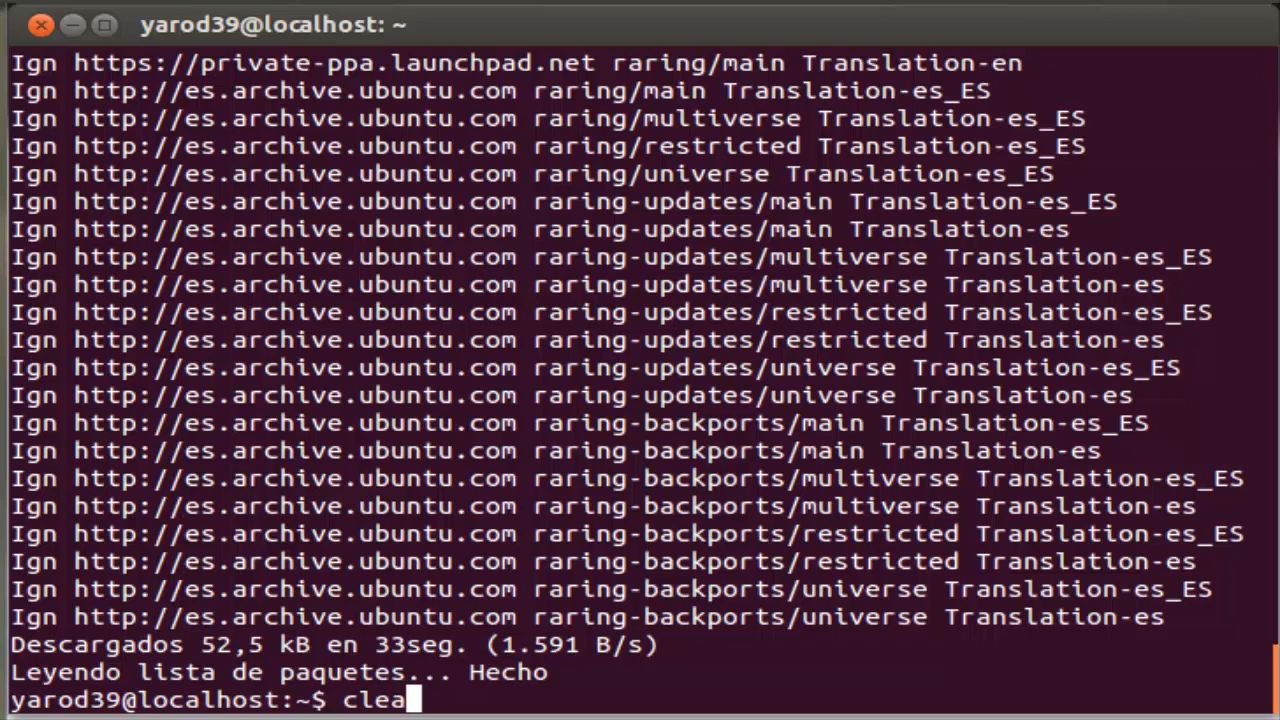 yarod39@localhost: ~
Ign https://private-ppa.launchpad.net raring/main Translation-en
Ign http://es.archive.ubuntu.com raring/main Translation-es_ES
Ign http://es.archive.ubuntu.com raring/multiverse Translation-es_ES
Ign http://es.archive.ubuntu.com raring/restricted Translation-es_ES
Ign http://es.archive.ubuntu.com raring/universe Translation-es_ES
Ign http://es.archive.ubuntu.com raring-updates/main Translation-es_ES
Ign http://es.archive.ubuntu.com raring-updates/main Translation-es
Ign http://es.archive.ubuntu.com raring-updates/multiverse Translation-es_ES
Ign http://es.archive.ubuntu.com raring-updates/multiverse Translation-es
Ign http://es.archive.ubuntu.com raring-updates/restricted Translation-es_ES
Ign http://es.archive.ubuntu.com raring-updates/restricted Translation-es
Ign http://es.archive.ubuntu.com raring-updates/universe Translation-es_ES
Ign http://es.archive.ubuntu.com raring-updates/universe Translation-es
Ign http://es.archive.ubuntu.com raring-backports/main Translation-es_ES
Ign http://es.archive.ubuntu.com raring-backports/main Translation-es
Ign http://es.archive.ubuntu.com raring-backports/multiverse Translation-es_ES
Ign http://es.archive.ubuntu.com raring-backports/multiverse Translation-es
Ign http://es.archive.ubuntu.com raring-backports/restricted Translation-es_ES
Ign http://es.archive.ubuntu.com raring-backports/restricted Translation-es
Ign http://es.archive.ubuntu.com raring-backports/universe Translation-es_ES
Ign http://es.archive.ubuntu.com raring-backports/universe Translation-es
Descargados 52,5 kB en 33seg. (1.591 B/s)
Leyendo lista de paquetes... Hecho
yarod39@localhost:~$ clea